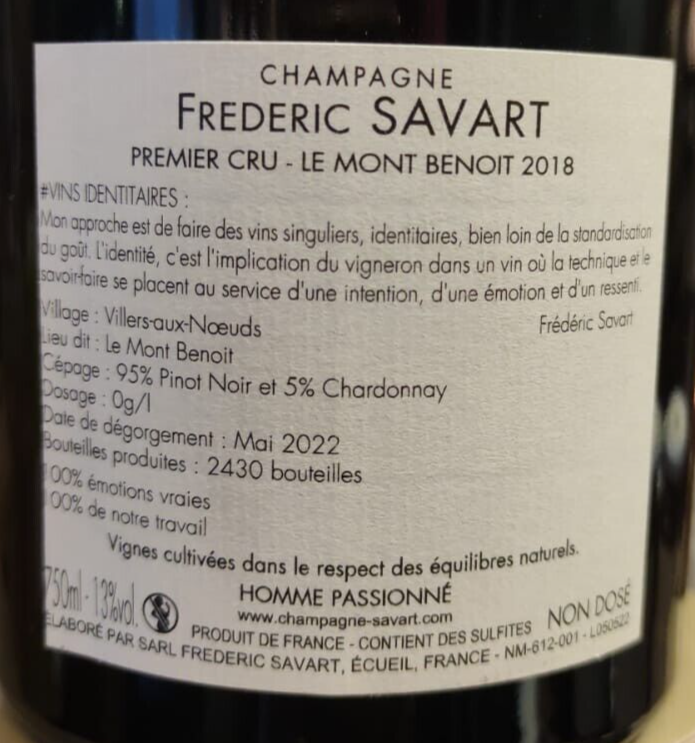 CHAMPAGNE
FREDERIC SAVART
PREMIER CRU - LE MONT BENOIT 2018
#VINS IDENTITAIRES :
Mon approche est de faire des vins singuliers, identitaires, bien loin de la standardisation
du goût. L'identité, c'est l'implication du vigneron dans un vin où la technique et le
savoir-faire se placent au service d'une intention, d'une émotion et d'un ressenti.
Frédéric Savart
Village : Villers-aux-Nœuds
Lieu dit : Le Mont Benoit
Cépage : 95% Pinot Noir et 5% Chardonnay
Dosage : 0g/l
Date de dégorgement : Mai 2022
Bouteilles produites : 2430 bouteilles
100% émotions vraies
100% de notre travail
Vignes cultivées dans le respect des équilibres naturels.
HOMME PASSIONNÉ
750ml - 13%vol.
www.champagne-savart.com
NON DOSÉ
PRODUIT DE FRANCE - CONTIENT DES SULFITES
ELABORÉ PAR SARL FREDERIC SAVART, ÉCUEIL, FRANCE - NM-612-001 - L050522